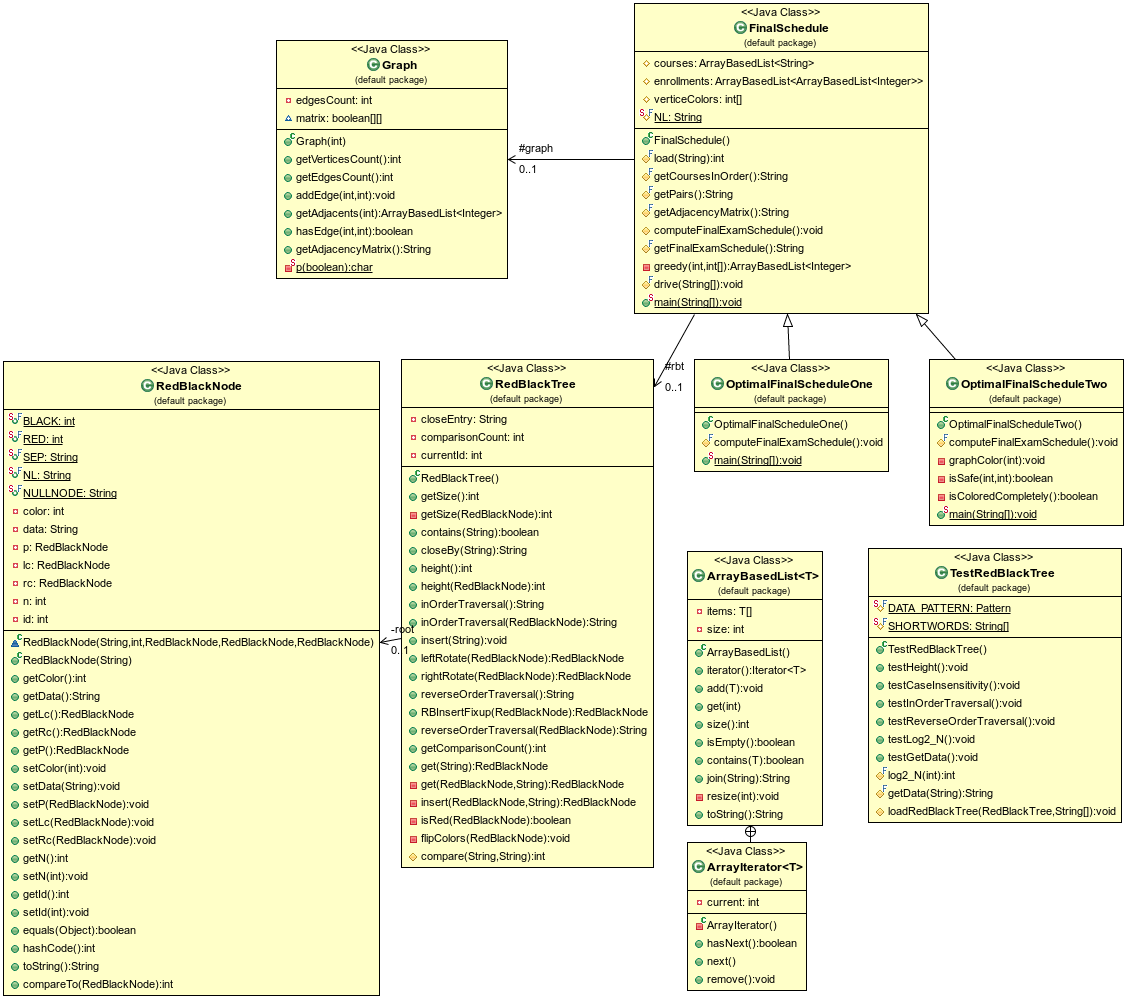 <<Java Class>>
Graph
(default package)
edgesCount: int
matrix: boolean[][]
Graph(int)
getVerticesCount():int
getEdgesCount():int
addEdge(int,int):void
getAdjacents(int):ArrayBasedList<Integer>
hasEdge(int,int):boolean
getAdjacencyMatrix():String
p(boolean):char
#graph
0..1
<<Java Class>>
FinalSchedule
(default package)
courses: ArrayBasedList<String>
enrollments: ArrayBasedList<ArrayBasedList<Integer>>
verticeColors: int[]
NL: String
FinalSchedule()
load(String):int
getCoursesInOrder():String
getPairs():String
getAdjacencyMatrix():String
computeFinalExamSchedule():void
getFinalExamSchedule():String
greedy(int,int[]):ArrayBasedList<Integer>
drive(String[]):void
main(String[]):void
<<Java Class>>
RedBlackNode
(default package)
BLACK: int
RED: int
SEP: String
NL: String
NULLNODE: String
color: int
data: String
p: RedBlackNode
lc: RedBlackNode
rc: RedBlackNode
n: int
id: int
RedBlackNode(String,int,RedBlackNode,RedBlackNode,RedBlackNode)
RedBlackNode(String)
getColor():int
getData():String
getLc():RedBlackNode
getRc():RedBlackNode
getP():RedBlackNode
setColor(int):void
setData(String):void
setP(RedBlackNode):void
setLc(RedBlackNode):void
setRc(RedBlackNode):void
getN():int
setN(int):void
getId():int
setId(int):void
equals(Object):boolean
hashCode():int
toString():String
compareTo(RedBlackNode):int
-root
0..1
<<Java Class>>
RedBlackTree
(default package)
closeEntry: String
comparisonCount: int
currentId: int
RedBlackTree()
getSize():int
getSize(RedBlackNode):int
contains(String):boolean
closeBy(String):String
height():int
height(RedBlackNode):int
inOrderTraversal():String
inOrderTraversal(RedBlackNode):String
insert(String):void
leftRotate(RedBlackNode):RedBlackNode
rightRotate(RedBlackNode):RedBlackNode
reverseOrderTraversal():String
RBInsertFixup(RedBlackNode):RedBlackNode
reverseOrderTraversal(RedBlackNode):String
getComparisonCount():int
get(String):RedBlackNode
get(RedBlackNode,String):RedBlackNode
insert(RedBlackNode,String):RedBlackNode
isRed(RedBlackNode):boolean
flipColors(RedBlackNode):void
compare(String,String):int
#rbt
0..1
<<Java Class>>
OptimalFinalScheduleOne
(default package)
OptimalFinalScheduleOne()
computeFinalExamSchedule():void
main(String[]):void
<<Java Class>>
OptimalFinalScheduleTwo
(default package)
OptimalFinalScheduleTwo()
computeFinalExamSchedule():void
graphColor(int):void
isSafe(int,int):boolean
isColoredCompletely():boolean
main(String[]):void
<<Java Class>>
ArrayBasedList<T>
(default package)
items: T[]
size: int
ArrayBasedList()
iterator():Iterator<T>
add(T):void
get(int)
size():int
isEmpty():boolean
contains(T):boolean
join(String):String
resize(int):void
toString():String
<<Java Class>>
ArrayIterator<T>
(default package)
current: int
ArrayIterator()
hasNext():boolean
next()
remove():void
<<Java Class>>
TestRedBlackTree
(default package)
DATA_PATTERN: Pattern
SHORTWORDS: String[]
TestRedBlackTree()
testHeight():void
testCaseInsensitivity():void
testInOrderTraversal():void
testReverseOrderTraversal():void
testLog2_N():void
testGetData():void
log2_N(int):int
getData(String):String
loadRedBlackTree(RedBlackTree,String[]):void